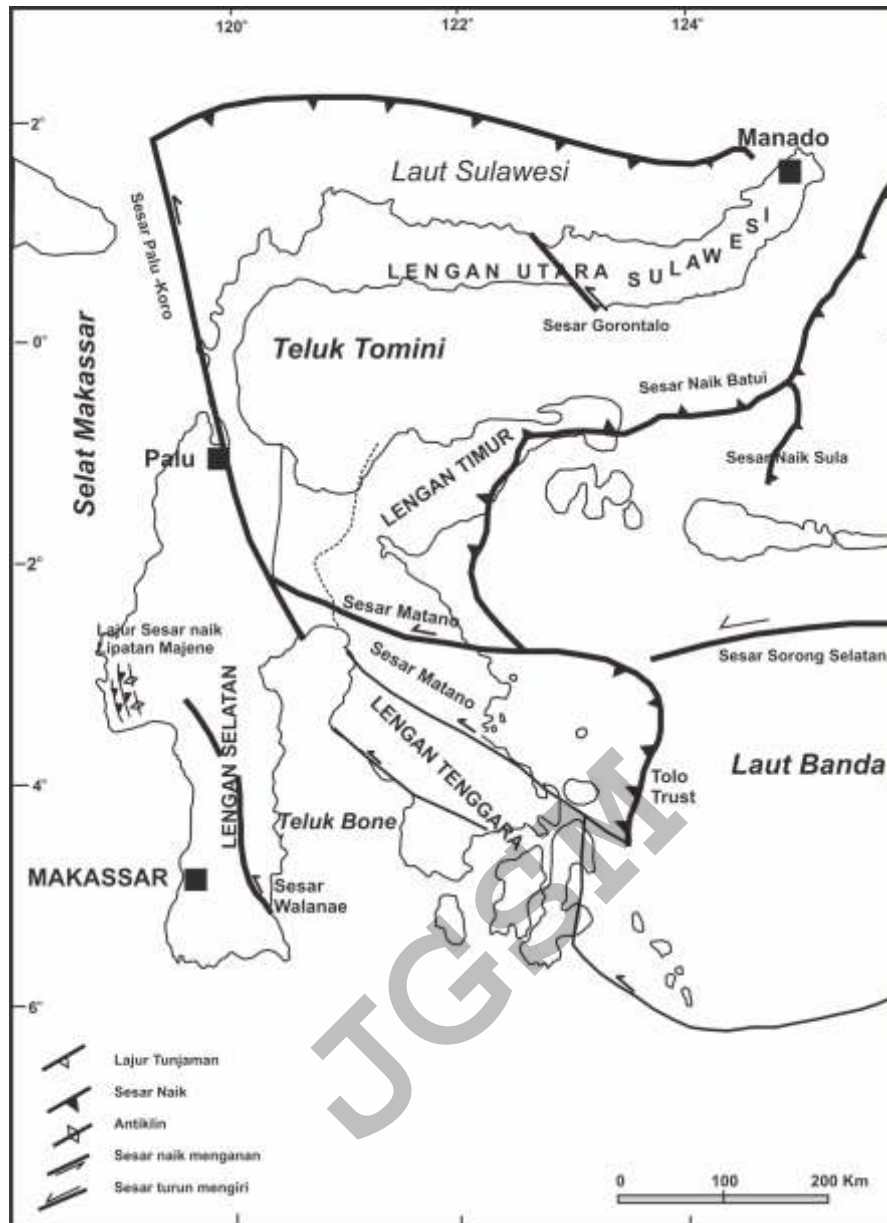 120°
122°
124°
2°
0°
2°
4°
6°
Manado
Laut Sulawesi
Sesar Palu -Koro
LENGAN UTARA SULAWESI
Sesar Gorontalo
Teluk Tomini
Selat Makassar
Sesar Naik Batui
Palu
LENGAN TIMUR
Sesar Naik Sula
Sesar Matano
Lajur Sesar naik
Lipatan Majene
Sesar Sorong Selatan
Sesar Matano
LENGAN SELATAN
LENGAN TENGGARA
Tolo
Trust
Laut Banda
Teluk Bone
MAKASSAR
Sesar
Walanae
JGSM
Lajur Tunjaman
Sesar Naik
Antiklin
Sesar naik menganan
Sesar turun mengiri
0 100 200 Km